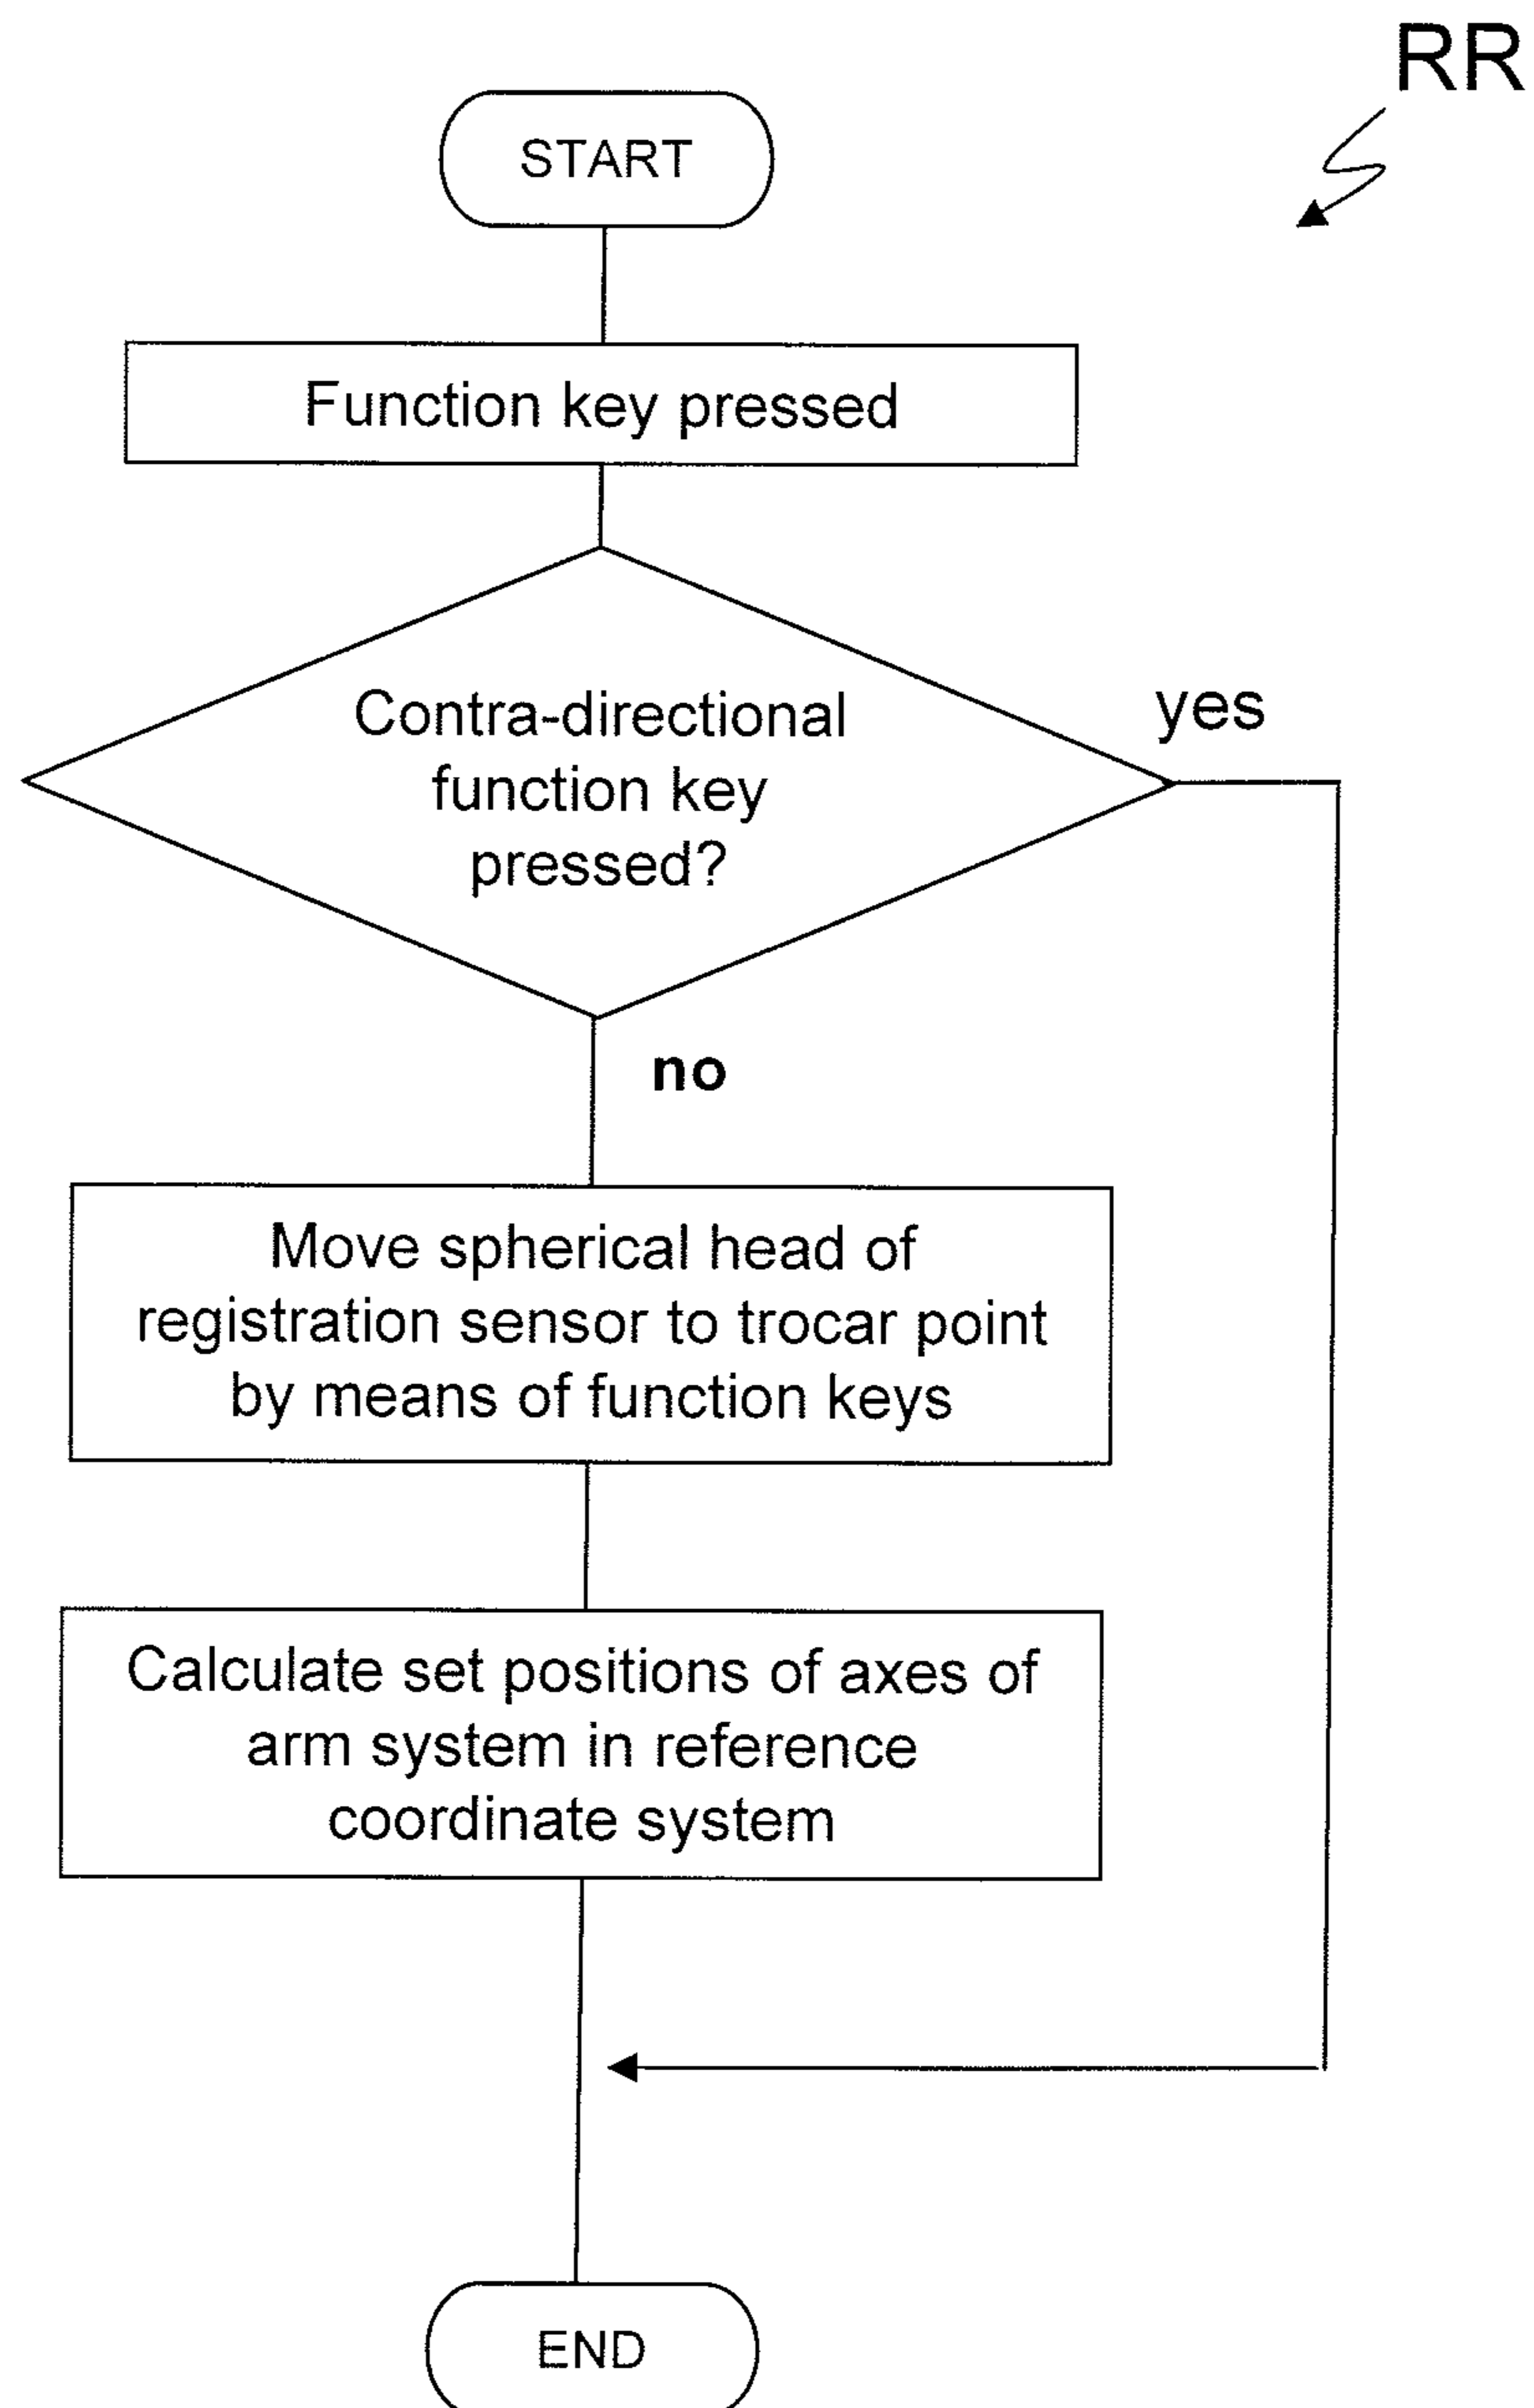 RR
START
Function key pressed
Contra-directional
function key
pressed?
yes
no
Move spherical head of
registration sensor to trocar point
by means of function keys
Calculate set positions of axes of
arm system in reference
coordinate system
END